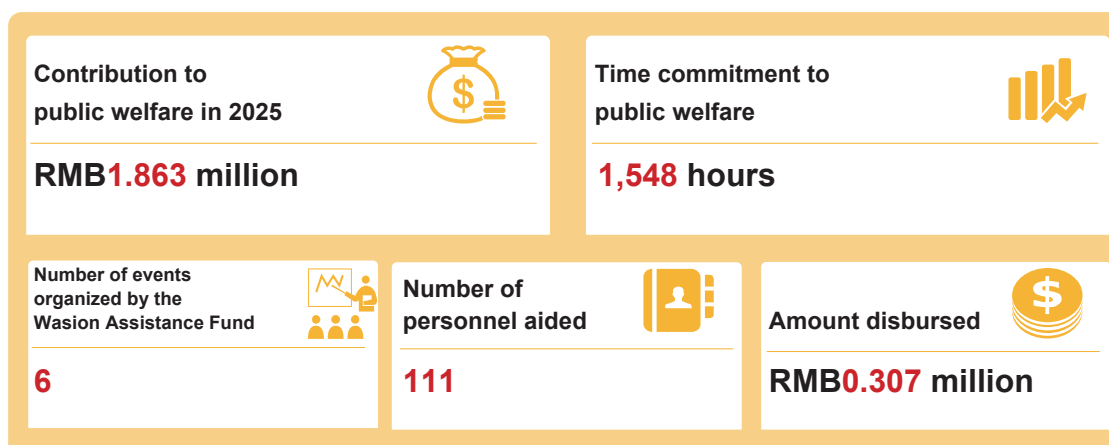 Contribution to
public welfare in 2025
RMB1.863 million
Time commitment to
public welfare
1,548 hours
Number of events
organized by the
Wasion Assistance Fund
6
Number of
personnel aided
111
Amount disbursed
RMB0.307 million